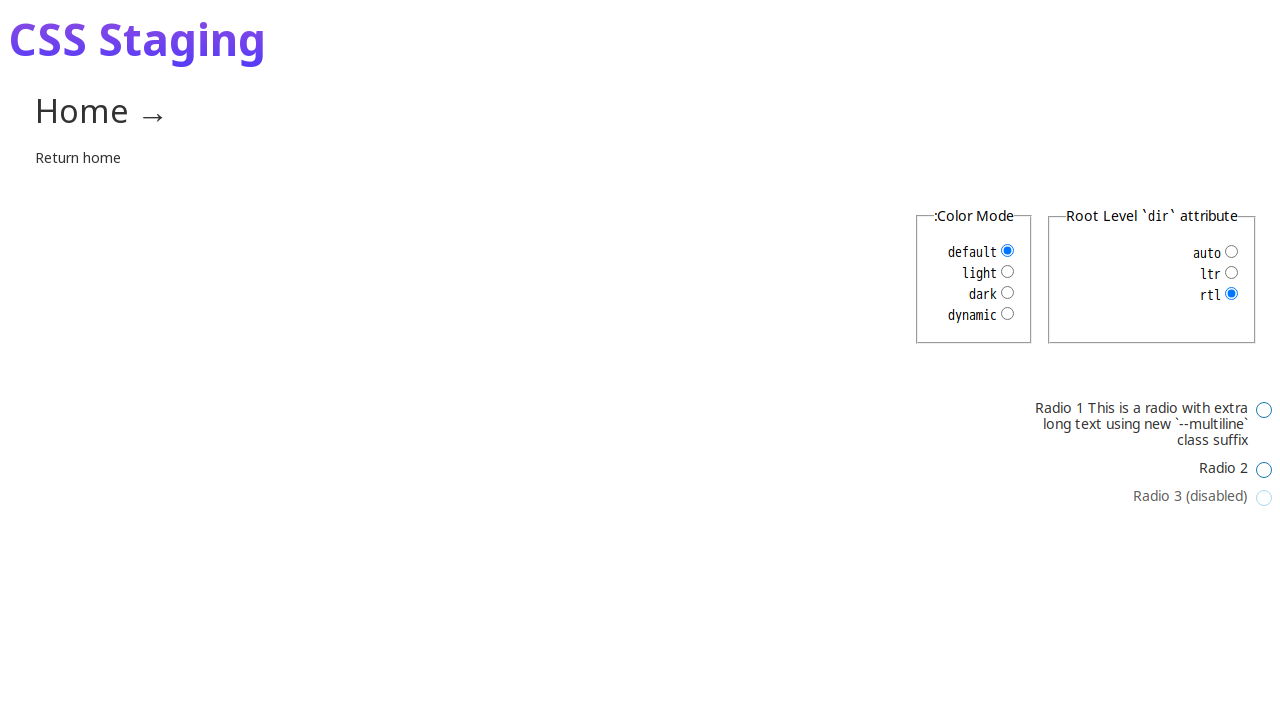 CSS Staging
Home →
Return home
Root Level `dir` attribute
auto
ltr
rtl
:Color Mode
default
light
dark
dynamic
Radio 1 This is a radio with extra
long text using new `--multiline`
class suffix
Radio 2
Radio 3 (disabled)